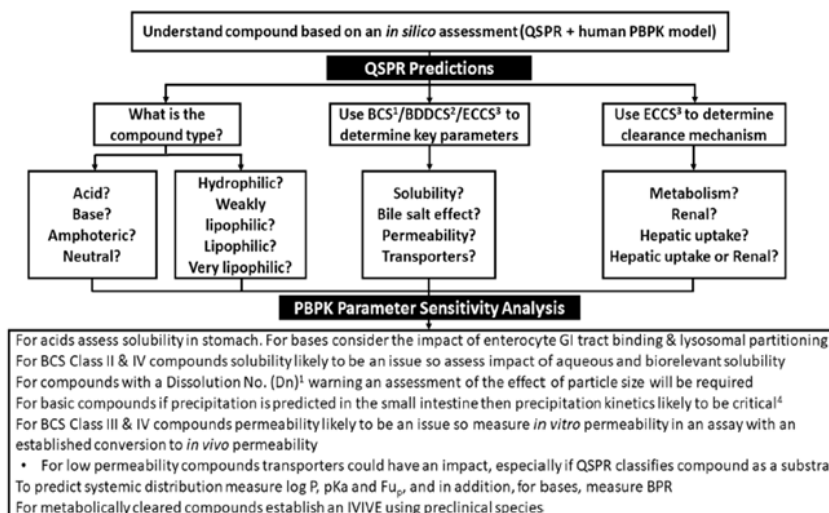 Understand compound based on an in silico assessment (QSPR + human PBPK model)
QSPR Predictions
What is the
compound type?
Use BCS¹/BDDCS²/ECCS³ to
determine key parameters
Use ECCS³ to determine
clearance mechanism
Acid?
Base?
Amphoteric?
Neutral?
Hydrophilic?
Weakly
lipophilic?
Lipophilic?
Very lipophilic?
Solubility?
Bile salt effect?
Permeability?
Transporters?
Metabolism?
Renal?
Hepatic uptake?
Hepatic uptake or Renal?
PBPK Parameter Sensitivity Analysis
For acids assess solubility in stomach. For bases consider the impact of enterocyte GI tract binding & lysosomal partitioning
For BCS Class II & IV compounds solubility likely to be an issue so assess impact of aqueous and biorelevant solubility
For compounds with a Dissolution No. (Dn)¹ warning an assessment of the effect of particle size will be required
For basic compounds if precipitation is predicted in the small intestine then precipitation kinetics likely to be critical⁴
For BCS Class III & IV compounds permeability likely to be an issue so measure in vitro permeability in an assay with an
established conversion to in vivo permeability
• For low permeability compounds transporters could have an impact, especially if QSPR classifies compound as a substra
To predict systemic distribution measure log P, pKa and Fuₚ, and in addition, for bases, measure BPR
For metabolically cleared compounds establish an IVIVE using preclinical species